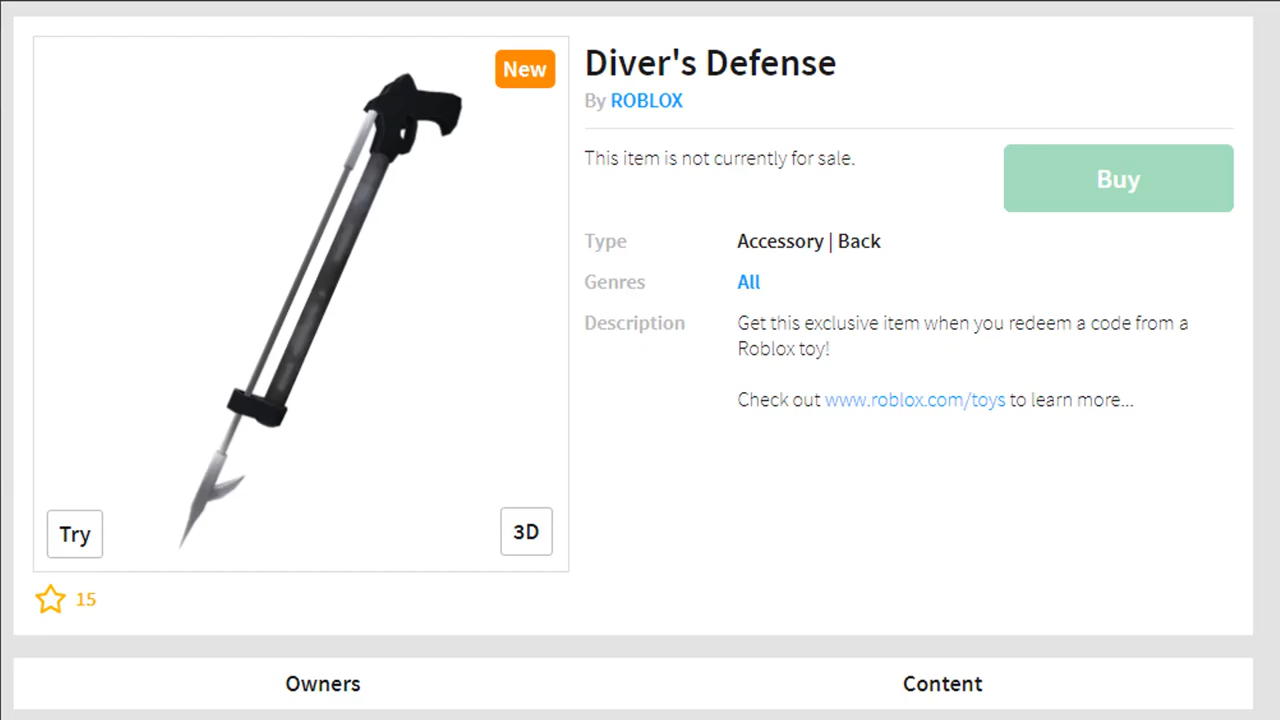 New
Diver's Defense
By ROBLOX
This item is not currently for sale.
Buy
Type Accessory | Back
Genres All
Description Get this exclusive item when you redeem a code from a
Roblox toy!
Check out www.roblox.com/toys to learn more...
Try
3D
15
Owners
Content